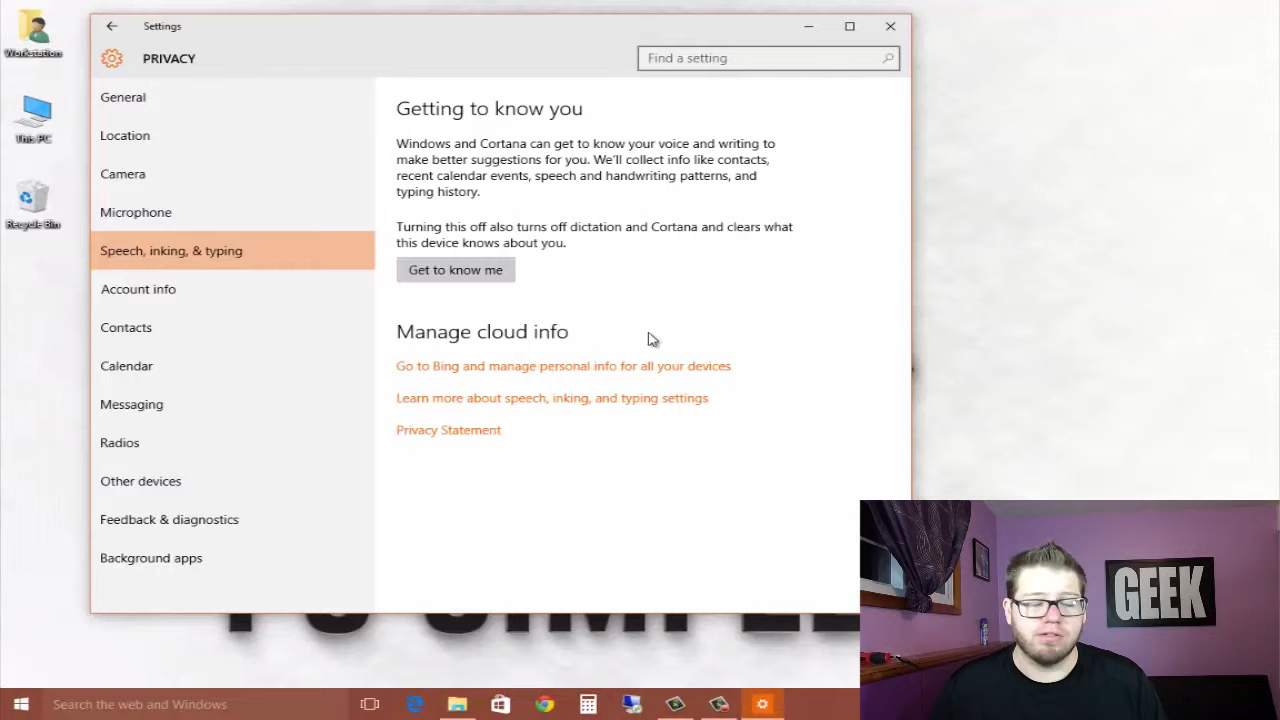 Workstation
This PC
Recycle Bin
Settings
PRIVACY
Find a setting
General
Location
Camera
Microphone
Speech, inking, & typing
Account info
Contacts
Calendar
Messaging
Radios
Other devices
Feedback & diagnostics
Background apps
Getting to know you
Windows and Cortana can get to know your voice and writing to
make better suggestions for you. We'll collect info like contacts,
recent calendar events, speech and handwriting patterns, and
typing history.
Turning this off also turns off dictation and Cortana and clears what
this device knows about you.
Get to know me
Manage cloud info
Go to Bing and manage personal info for all your devices
Learn more about speech, inking, and typing settings
Privacy Statement
GEEK
Search the web and Windows